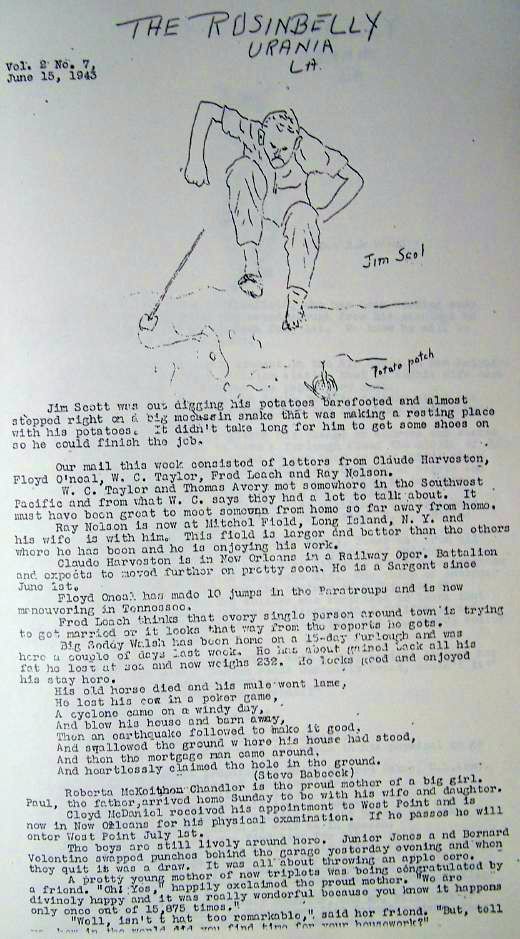 THE ROSINBELLY
URANIA
LA.
Vol. 2 No. 7,
June 15, 1943
Jim Scot
Potato patch
Jim Scott was out digging his potatoes barefooted and almost
stepped right on a big mocassin snake that was making a resting place
with his potatoes. It didn't take long for him to get some shoes on
so he could finish the job.
Our mail this week consisted of letters from Claude Harveston,
Floyd O'neal, W. C. Taylor, Fred Loach and Ray Nelson.
W. C. Taylor and Thomas Avery met somewhere in the Southwest
Pacific and from what W. C. says they had a lot to talk about. It
must have been great to meet someone from home so far away from home.
Ray Nelson is now at Mitchel Field, Long Island, N. Y. and
his wife is with him. This field is larger and better than the others
where he has been and he is enjoying his work.
Claude Harveston is in New Orleans in a Railway Oper. Battalion
and expects to moved further on pretty soon. He is a Sargent since
June 1st.
Floyd Oneal has made 10 jumps in the Paratroups and is now
manouvering in Tennessee.
Fred Leach thinks that every single person around town is trying
to get married or it looks that way from the reports he gets.
Big Soday Walsh has been home on a 15-day furlough and was
here a couple of days last week. He has about gained back all his
fat he lost at sea and now weighs 232. He looks good and enjoyed
his stay here.
His old horse died and his mule went lame,
He lost his cow in a poker game,
A cyclone came on a windy day,
And blow his house and barn away,
Then an earthquake followed to make it good,
And swallowed the ground w here his house had stood,
And then the mortgage man came around,
And heartlessly claimed the hole in the ground.
(Steve Babcock)
Roberta McKeithen Chandler is the proud mother of a big girl.
Paul, the father,arrived home Sunday to be with his wife and daughter.
Cloyd McDaniel received his appointment to West Point and is
now in New Orleans for his physical examination. If he passes he will
enter West Point July 1st.
The boys are still lively around here. Junior Jones a nd Bernard
Volentine swapped punches behind the garage yesterday evening and when
they quit it was a draw. It was all about throwing an apple core.
A pretty young mother of new triplets was being congratulated by
a friend. "Oh! Yes," happily exclaimed the proud mother. "We are
divinely happy and it was really wonderful because you know it happens
only once out of 15,875 times."
"Well, isn't t hat too remarkable," said her friend. "But, tell
me how in the world did you find time for your housework?"